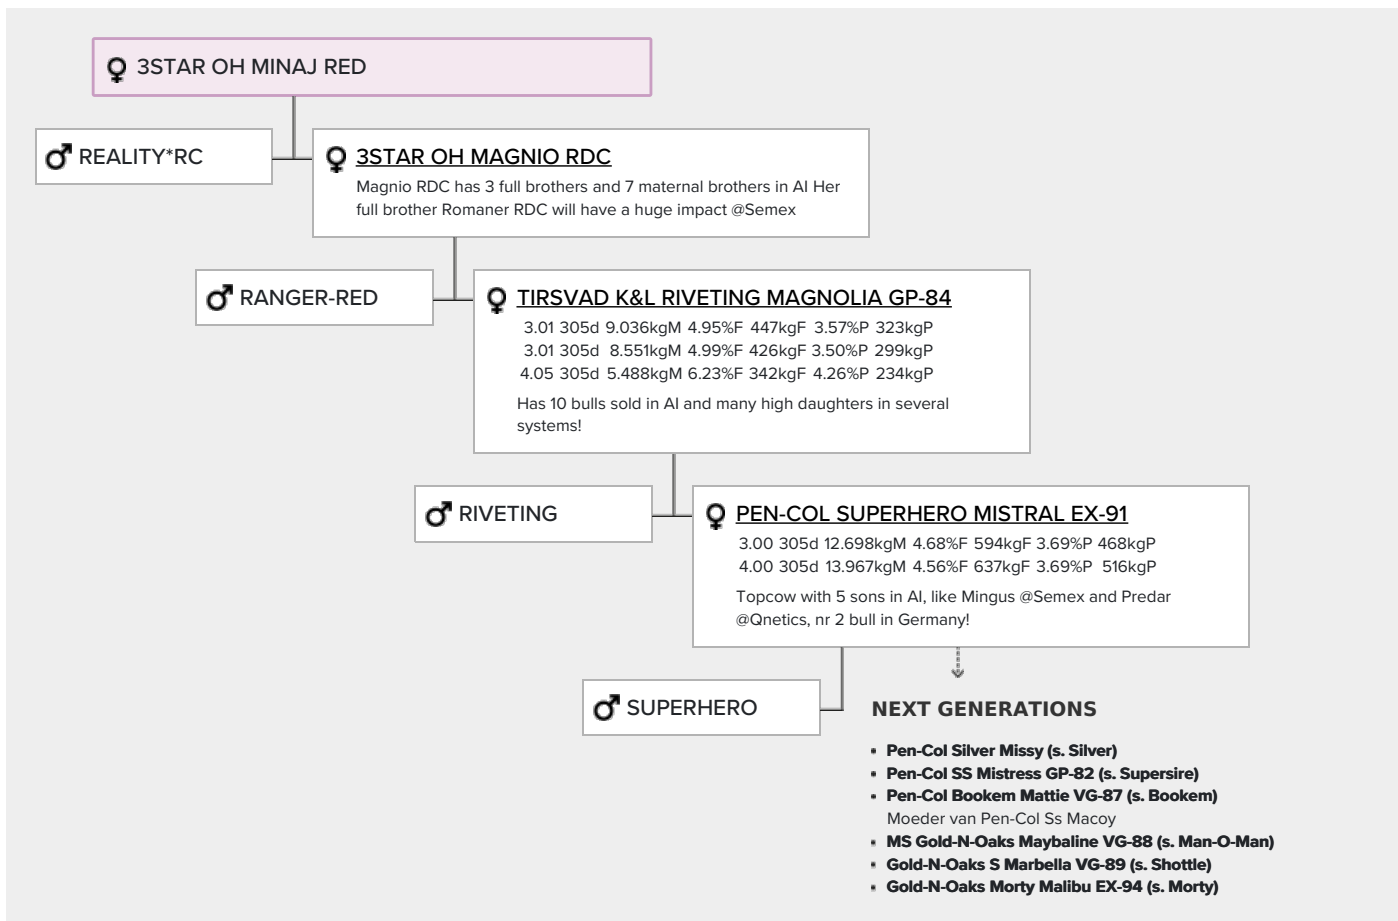 3STAR OH MINAJ RED
REALITY*RC
3STAR OH MAGNIO RDC
Magnio RDC has 3 full brothers and 7 maternal brothers in AI Her
full brother Romaner RDC will have a huge impact @Semex
RANGER-RED
TIRSVAD K&L RIVETING MAGNOLIA GP-84
3.01 305d 9.036kgM 4.95%F 447kgF 3.57%P 323kgP
3.01 305d 8.551kgM 4.99%F 426kgF 3.50%P 299kgP
4.05 305d 5.488kgM 6.23%F 342kgF 4.26%P 234kgP
Has 10 bulls sold in AI and many high daughters in several
systems!
RIVETING
PEN-COL SUPERHERO MISTRAL EX-91
3.00 305d 12.698kgM 4.68%F 594kgF 3.69%P 468kgP
4.00 305d 13.967kgM 4.56%F 637kgF 3.69%P 516kgP
Topcow with 5 sons in AI, like Mingus @Semex and Predar
@Qnetics, nr 2 bull in Germany!
SUPERHERO
NEXT GENERATIONS
Pen-Col Silver Missy (s. Silver)
Pen-Col SS Mistress GP-82 (s. Supersire)
Pen-Col Bookem Mattie VG-87 (s. Bookem)
Moeder van Pen-Col Ss Macoy
MS Gold-N-Oaks Maybaline VG-88 (s. Man-O-Man)
Gold-N-Oaks S Marbella VG-89 (s. Shottle)
Gold-N-Oaks Morty Malibu EX-94 (s. Morty)